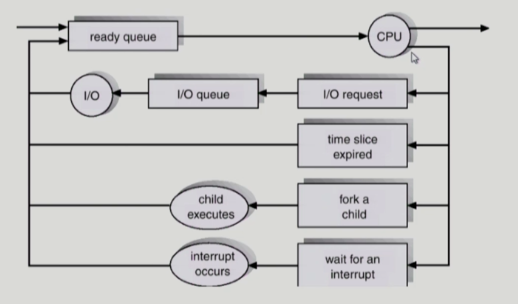 ready queue
CPU
I/O
I/O queue
I/O request
time slice
expired
child
executes
fork a
child
interrupt
occurs
wait for an
interrupt